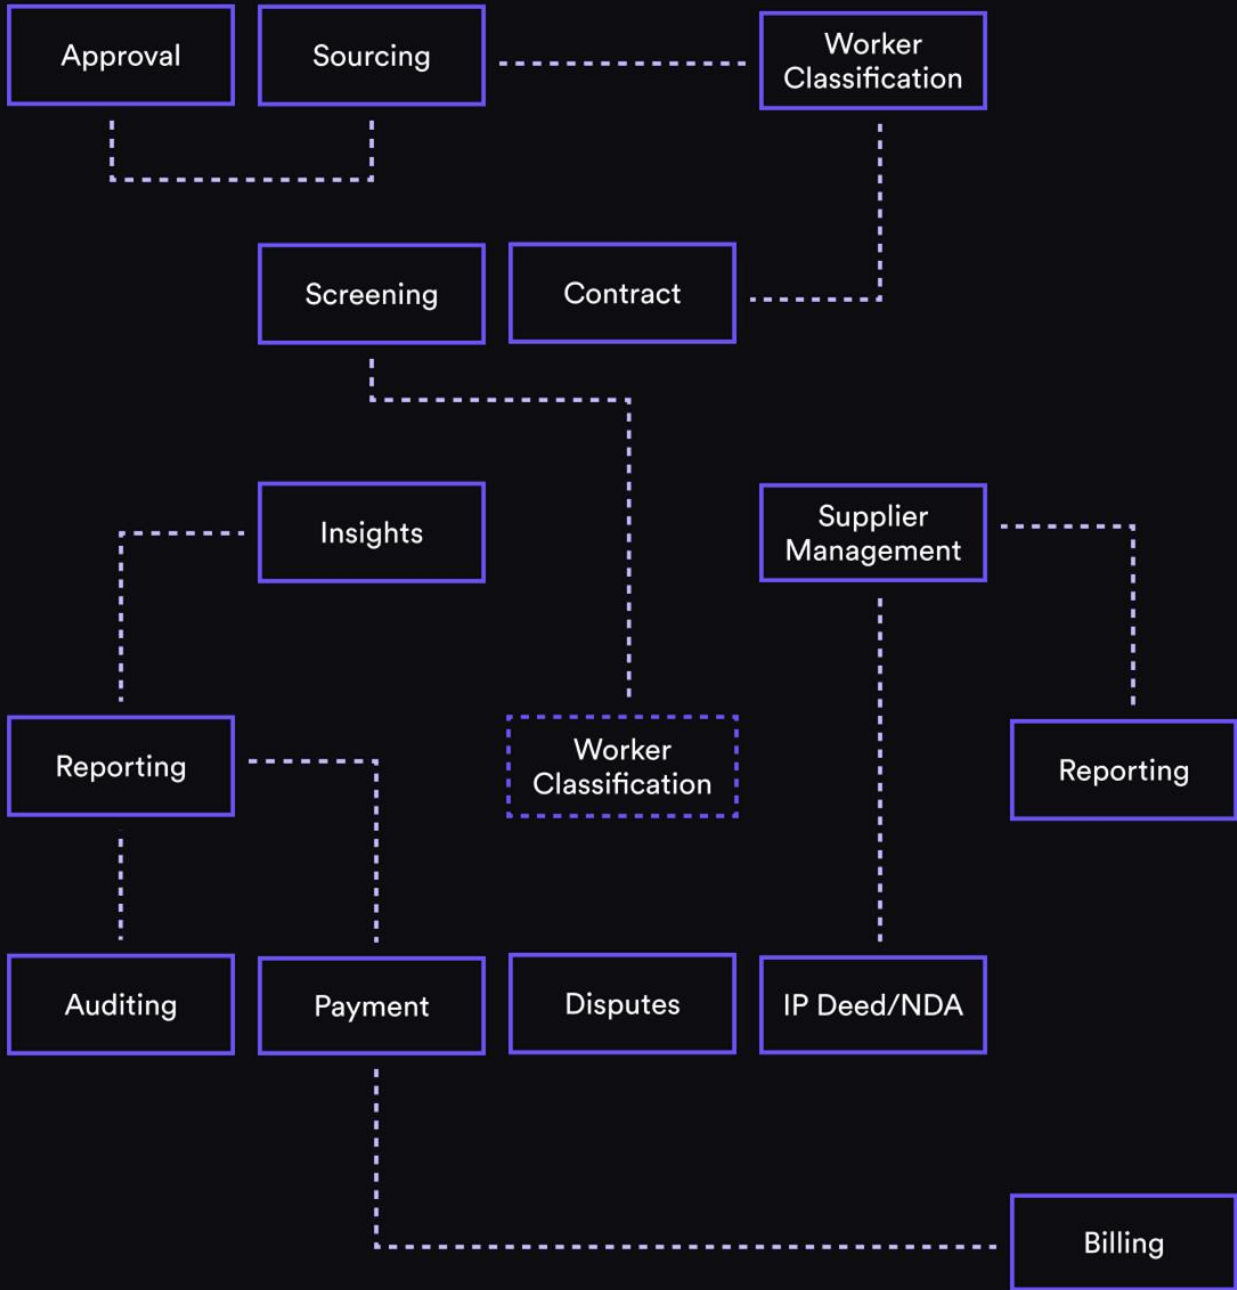 Approval
Sourcing
Worker
Classification
Screening
Contract
Insights
Supplier
Management
Reporting
Worker
Classification
Reporting
Auditing
Payment
Disputes
IP Deed/NDA
Billing